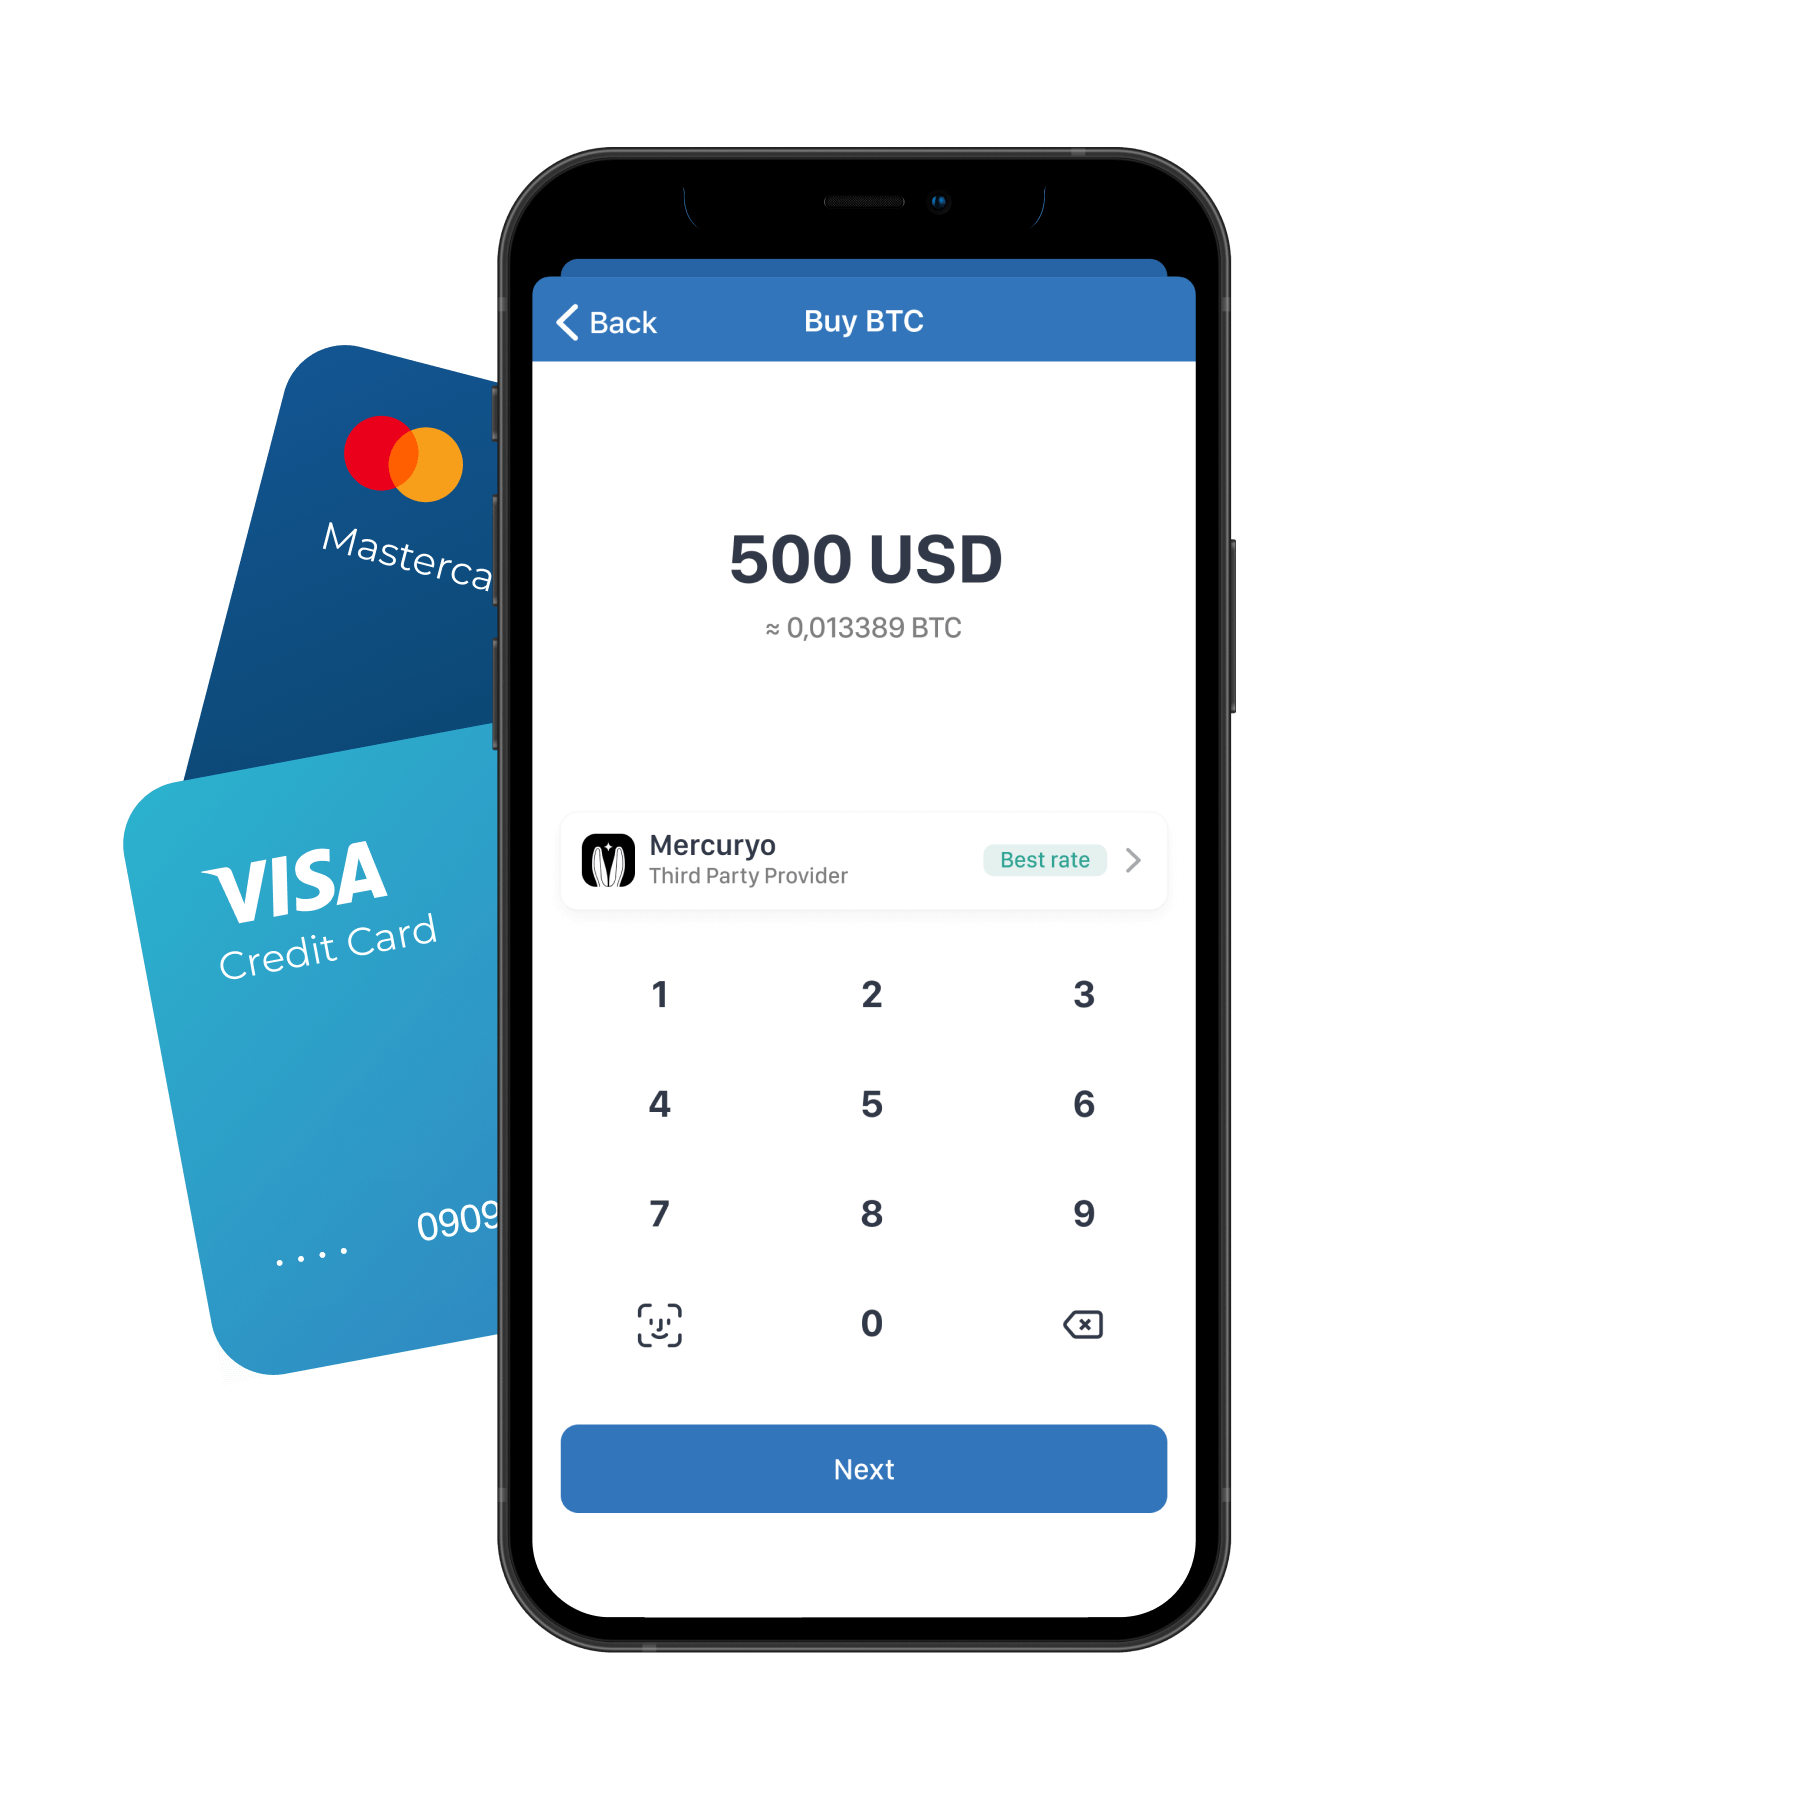 Back
Buy BTC
Masterca
500 USD
≈ 0,013389 BTC
VISA
Credit Card
Mercuryo
Third Party Provider
Best rate
1 2 3
4 5 6
7 8 9
.... 0909
0
Next